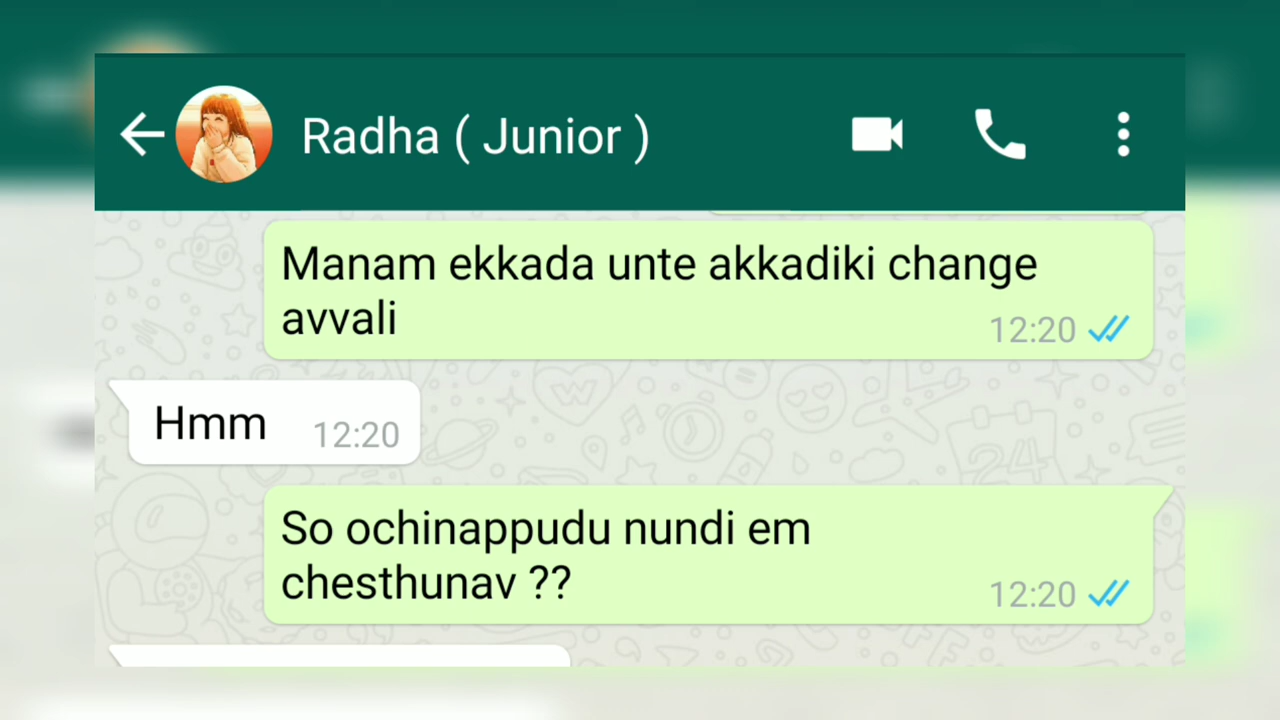 Radha ( Junior )
Manam ekkada unte akkadiki change
avvali
12:20
Hmm
12:20
So ochinappudu nundi em
chesthunav ??
12:20